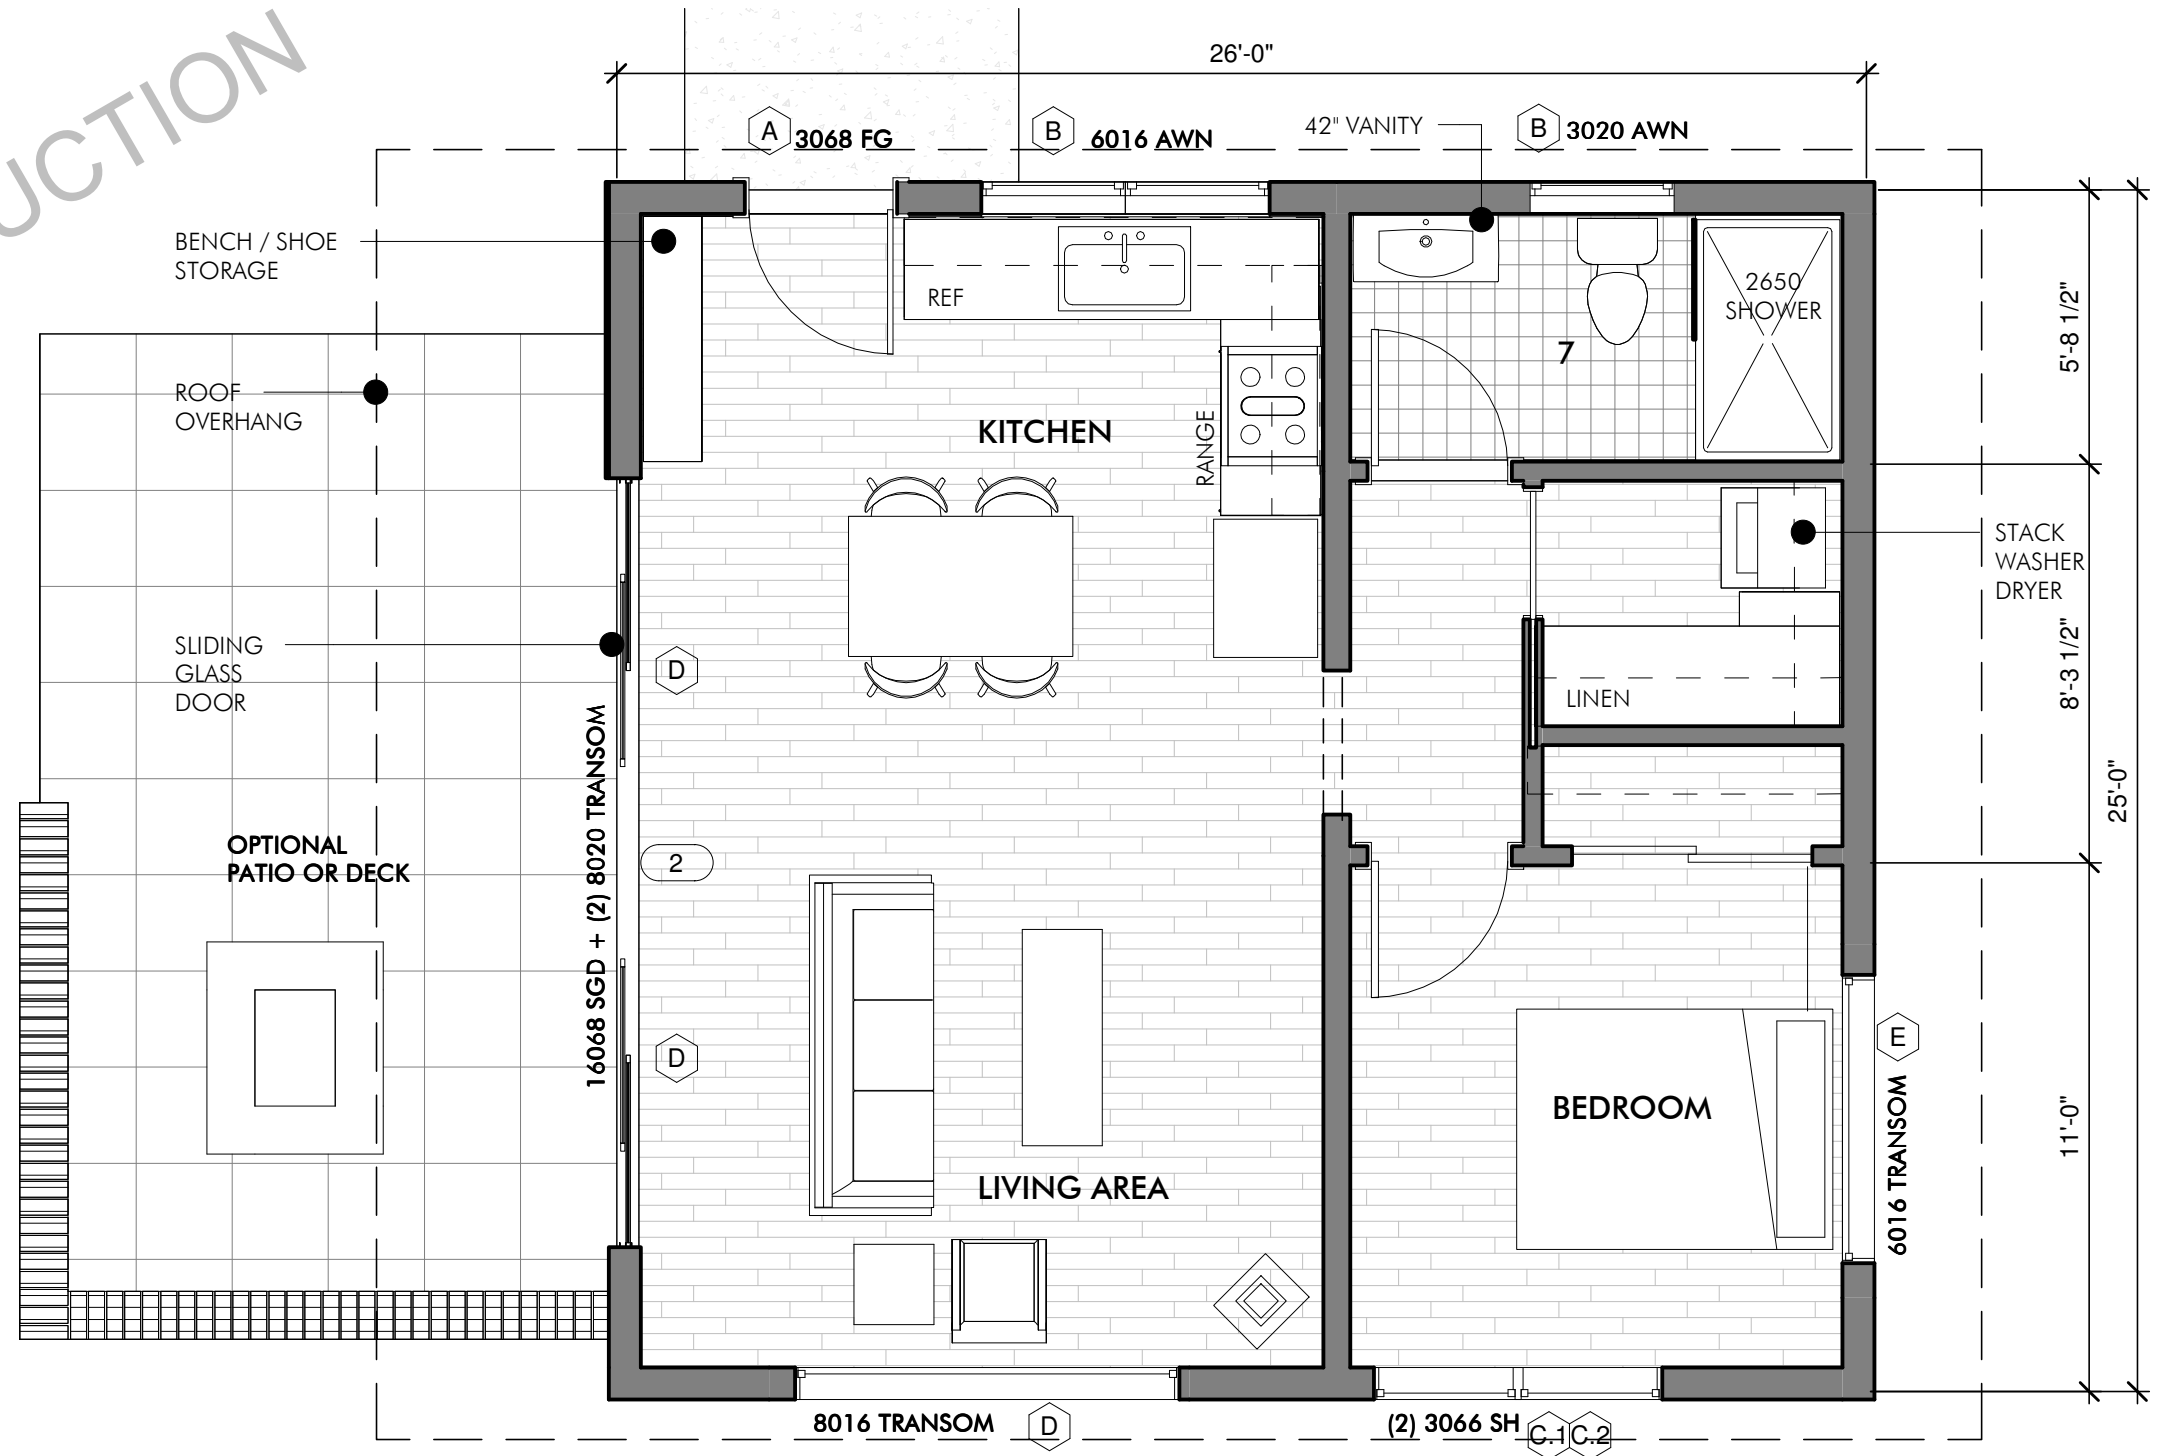 UCTION
26'-0"
A
3068 FG
B
6016 AWN
42" VANITY
B
3020 AWN
BENCH / SHOE
STORAGE
REF
2650
SHOWER
5'-8 1/2"
7
ROOF
OVERHANG
KITCHEN
RANGE
STACK
WASHER
DRYER
SLIDING
GLASS
DOOR
D
LINEN
8'-3 1/2"
25'-0"
16068 SGD + (2) 8020 TRANSOM
2
OPTIONAL
PATIO OR DECK
D
E
BEDROOM
6016 TRANSOM
11'-0"
LIVING AREA
8016 TRANSOM
D
(2) 3066 SH
C.1
C.2